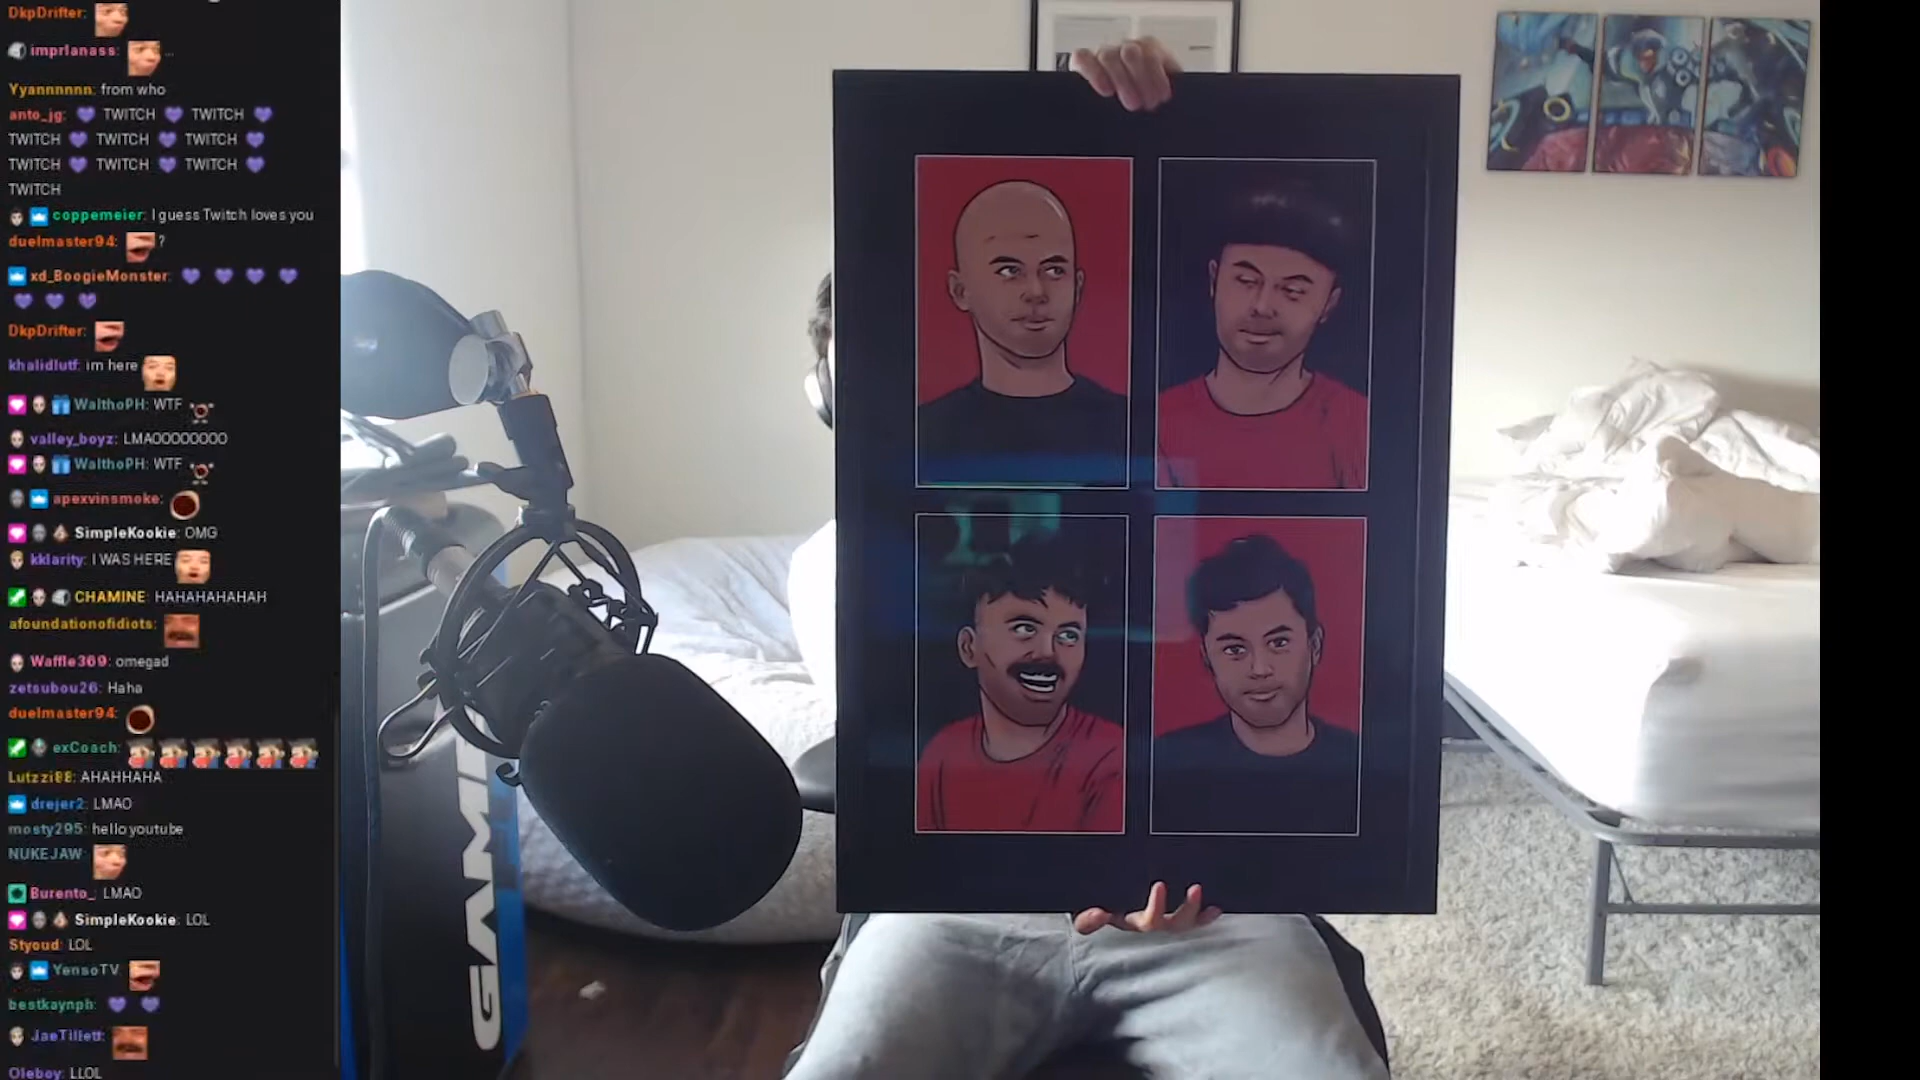 DkpDrifter:
imprlanass: ...
Yyannnnnn: from who
anto_jg: 💜 TWITCH 💜 TWITCH 💜
TWITCH 💜 TWITCH 💜 TWITCH 💜
TWITCH 💜 TWITCH 💜 TWITCH 💜
TWITCH
coppemeier: I guess Twitch loves you
duelmaster94: ?
xd_BoogieMonster: 💜 💜 💜 💜
💜 💜 💜
DkpDrifter:
khalidlutf: im here
WalthoPH: WTF
valley_boyz: LMAOOOOOOOO
WalthoPH: WTF
apexvinsmoke:
SimpleKookie: OMG
kklarity: I WAS HERE
CHAMINE: HAHAHAHAHAH
afoundationofidiots:
Waffle369: omegad
zetsubou26: Haha
duelmaster94:
exCoach:
Lutzzi88: AHAHHAHA
drejer2: LMAO
mosty295: hello youtube
NUKEJAW:
Burento_: LMAO
SimpleKookie: LOL
Styoud: LOL
YensoTV:
bestkaynph: 💜 💜
JaeTillett:
Oleboy: LLOL
GAME